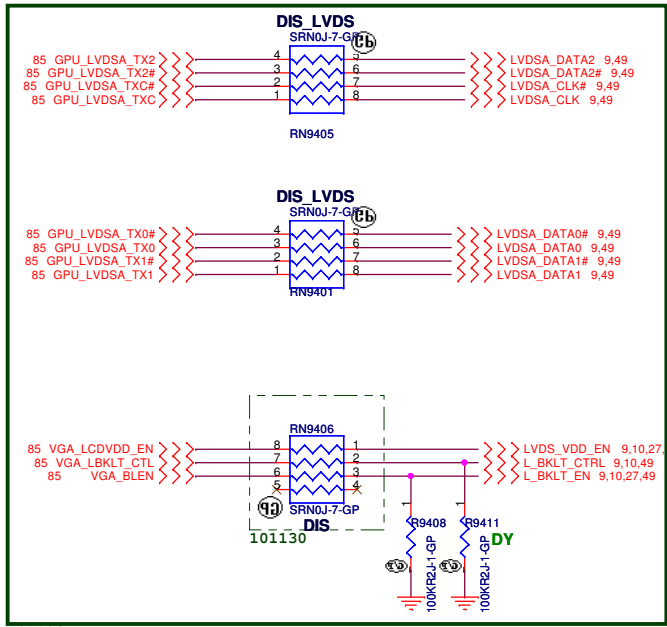 DIS_LVDS
SRN0J-7-GP
85 GPU_LVDSA_TX2 4 5 LVDSA_DATA2 9,49
85 GPU_LVDSA_TX2# 3 6 LVDSA_DATA2# 9,49
85 GPU_LVDSA_TXC# 2 7 LVDSA_CLK# 9,49
85 GPU_LVDSA_TXC 1 8 LVDSA_CLK 9,49
RN9405
DIS_LVDS
SRN0J-7-GP
85 GPU_LVDSA_TX0# 4 5 LVDSA_DATA0# 9,49
85 GPU_LVDSA_TX0 3 6 LVDSA_DATA0 9,49
85 GPU_LVDSA_TX1# 2 7 LVDSA_DATA1# 9,49
85 GPU_LVDSA_TX1 1 8 LVDSA_DATA1 9,49
RN9401
RN9406
85 VGA_LCDVDD_EN 8 1 LVDS_VDD_EN 9,10,27,
85 VGA_LBKLT_CTL 7 2 L_BKLT_CTRL 9,10,49
85 VGA_BLEN 6 3 L_BKLT_EN 9,10,27,49
5 4
SRN0J-7-GP
DIS
101130
1 R9408 100KR2J-1-GP 2
1 R9411 100KR2J-1-GP 2
DY